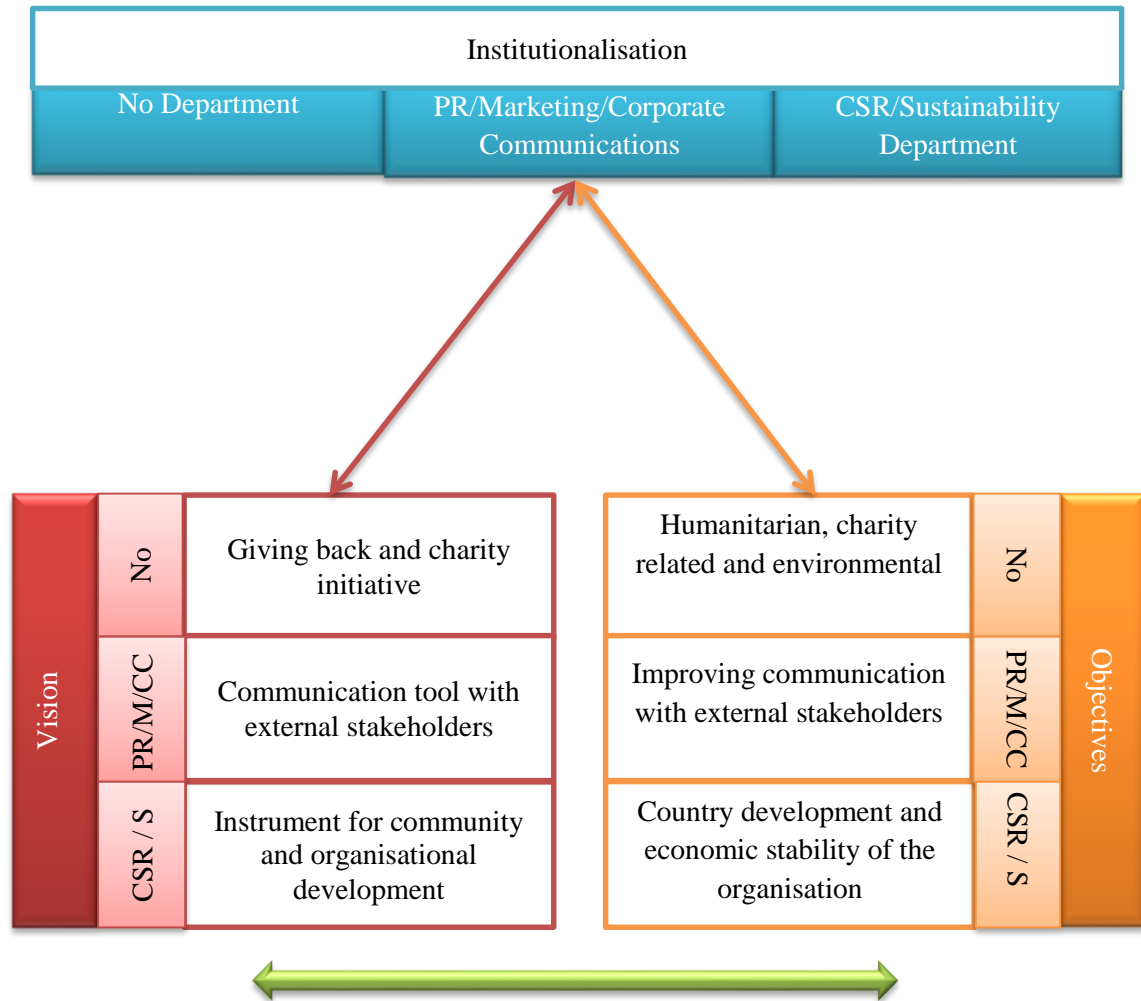 Institutionalisation
No Department
PR/Marketing/Corporate
Communications
CSR/Sustainability
Department
Vision
No
Giving back and charity
initiative
PR/M/CC
Communication tool with
external stakeholders
CSR / S
Instrument for community
and organisational
development
Humanitarian, charity
related and environmental
No
Improving communication
with external stakeholders
PR/M/CC
Country development and
economic stability of the
organisation
CSR / S
Objectives